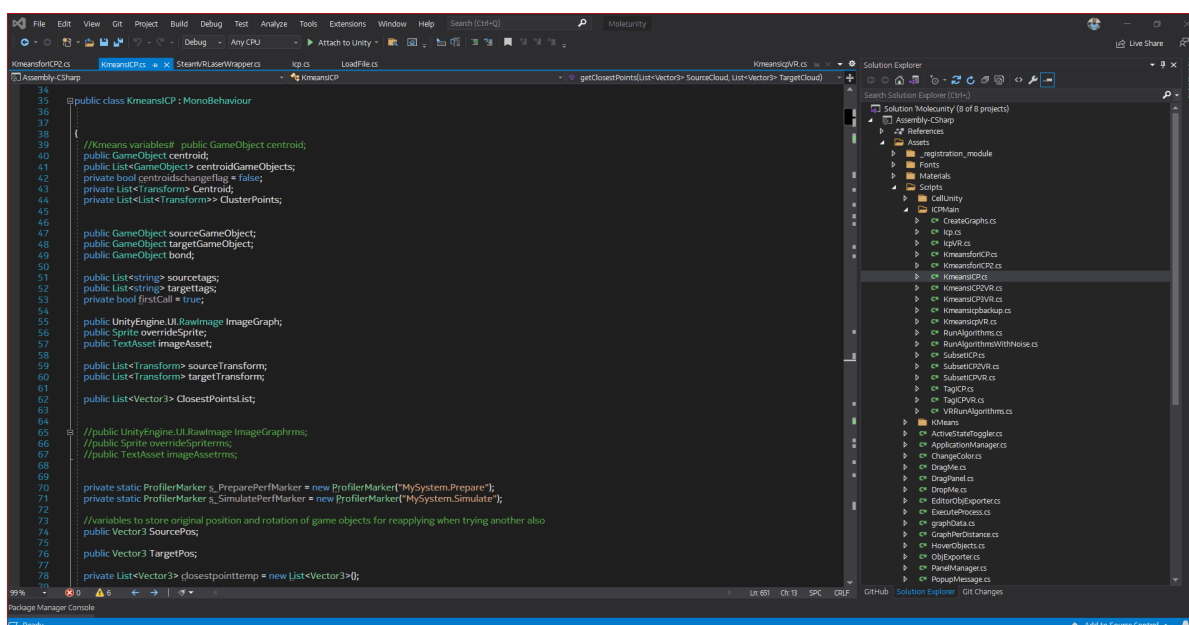 File Edit View Git Project Build Debug Test Analyze Tools Extensions Window Help Search (Ctrl+Q) Molecunity
Debug Any CPU Attach to Unity Live Share
KmeansforICP2.cs KmeansICP.cs SteamVRLaserWrapper.cs Icp.cs LoadFile.cs KmeansicpVR.cs
Assembly-CSharp KmeansICP getClosestPoints(List<Vector3> SourceCloud, List<Vector3> TargetCloud)
34
35 public class KmeansICP : MonoBehaviour
36
37
38 {
39 //Kmeans variables# public GameObject centroid;
40 public GameObject centroid;
41 public List<GameObject> centroidGameObjects;
42 private bool centroidschangeflag = false;
43 private List<Transform> Centroid;
44 private List<List<Transform>> ClusterPoints;
45
46
47 public GameObject sourceGameObject;
48 public GameObject targetGameObject;
49 public GameObject bond;
50
51 public List<string> sourcetags;
52 public List<string> targettags;
53 private bool firstCall = true;
54
55 public UnityEngine.UI.RawImage ImageGraph;
56 public Sprite overrideSprite;
57 public TextAsset imageAsset;
58
59 public List<Transform> sourceTransform;
60 public List<Transform> targetTransform;
61
62 public List<Vector3> ClosestPointsList;
63
64
65 //public UnityEngine.UI.RawImage ImageGraphrms;
66 //public Sprite overrideSpriterms;
67 //public TextAsset imageAssetrms;
68
69
70 private static ProfilerMarker s_PreparePerfMarker = new ProfilerMarker("MySystem.Prepare");
71 private static ProfilerMarker s_SimulatePerfMarker = new ProfilerMarker("MySystem.Simulate");
72
73 //variables to store original position and rotation of game objects for reapplying when trying another also
74 public Vector3 SourcePos;
75
76 public Vector3 TargetPos;
77
78 private List<Vector3> closestpointtemp = new List<Vector3>();
79
99 % 0 6 Ln: 651 Ch: 13 SPC CRLF
Package Manager Console
Ready
Solution Explorer
Search Solution Explorer (Ctrl+;)
Solution 'Molecunity' (8 of 8 projects)
Assembly-CSharp
References
Assets
_registration_module
Fonts
Materials
Scripts
CellUnity
ICPMain
CreateGraphs.cs
Icp.cs
IcpVR.cs
KmeansforICP.cs
KmeansforICP2.cs
KmeansICP.cs
KmeansICP2VR.cs
KmeansICP3VR.cs
Kmeansicpbackup.cs
KmeansicpVR.cs
RunAlgorithms.cs
RunAlgorithmsWithNoise.cs
SubsetICP.cs
SubsetICP2VR.cs
SubsetICPVR.cs
TagICP.cs
TagICPVR.cs
VRRunAlgorithms.cs
KMeans
ActiveStateToggler.cs
ApplicationManager.cs
ChangeColor.cs
DragMe.cs
DragPanel.cs
DropMe.cs
EditorObjExporter.cs
ExecuteProcess.cs
graphData.cs
GraphPerDistance.cs
HoverObjects.cs
ObjExporter.cs
PanelManager.cs
PopupMessage.cs
GitHub Solution Explorer Git Changes
Add to Source Control